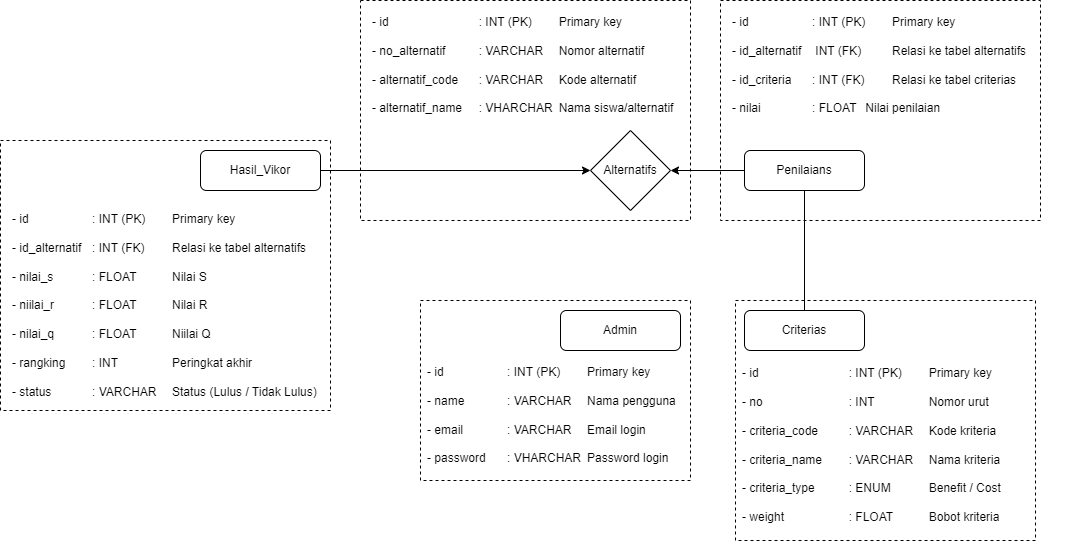 - id : INT (PK) Primary key
- no_alternatif : VARCHAR Nomor alternatif
- alternatif_code : VARCHAR Kode alternatif
- alternatif_name : VHARCHAR Nama siswa/alternatif
Alternatifs
- id : INT (PK) Primary key
- id_alternatif INT (FK) Relasi ke tabel alternatifs
- id_criteria : INT (FK) Relasi ke tabel criterias
- nilai : FLOAT Nilai penilaian
Penilaians
Hasil_Vikor
- id : INT (PK) Primary key
- id_alternatif : INT (FK) Relasi ke tabel alternatifs
- nilai_s : FLOAT Nilai S
- niilai_r : FLOAT Nilai R
- nilai_q : FLOAT Niilai Q
- rangking : INT Peringkat akhir
- status : VARCHAR Status (Lulus / Tidak Lulus)
Admin
- id : INT (PK) Primary key
- name : VARCHAR Nama pengguna
- email : VARCHAR Email login
- password : VHARCHAR Password login
Criterias
- id : INT (PK) Primary key
- no : INT Nomor urut
- criteria_code : VARCHAR Kode kriteria
- criteria_name : VARCHAR Nama kriteria
- criteria_type : ENUM Benefit / Cost
- weight : FLOAT Bobot kriteria